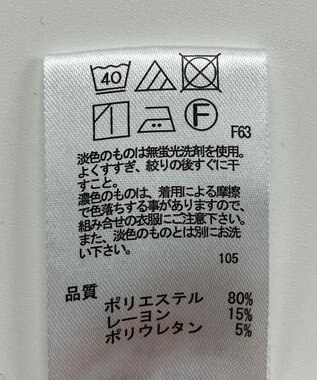 40
F
F63
淡色のものは無蛍光洗剤を使用。
よくすすぎ、絞りの後すぐに干
すこと。
濃色のものは、着用による摩擦
で色落ちする事がありますので、
組み合せの衣服にご注意下さい。
また、淡色のものとは別にお洗
い下さい。
105
品質
ポリエステル 80%
レーヨン 15%
ポリウレタン 5%